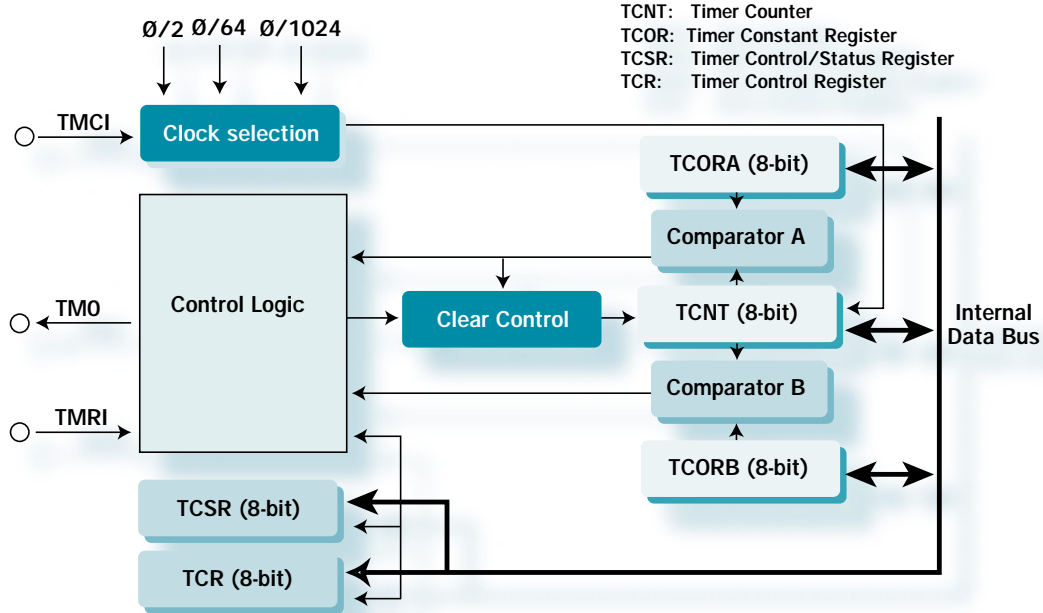 Ø/2 Ø/64 Ø/1024
TCNT: Timer Counter
TCOR: Timer Constant Register
TCSR: Timer Control/Status Register
TCR: Timer Control Register
TMCI
Clock selection
TCORA (8-bit)
Comparator A
Control Logic
TMO
Clear Control
TCNT (8-bit)
Internal
Data Bus
Comparator B
TMRI
TCORB (8-bit)
TCSR (8-bit)
TCR (8-bit)